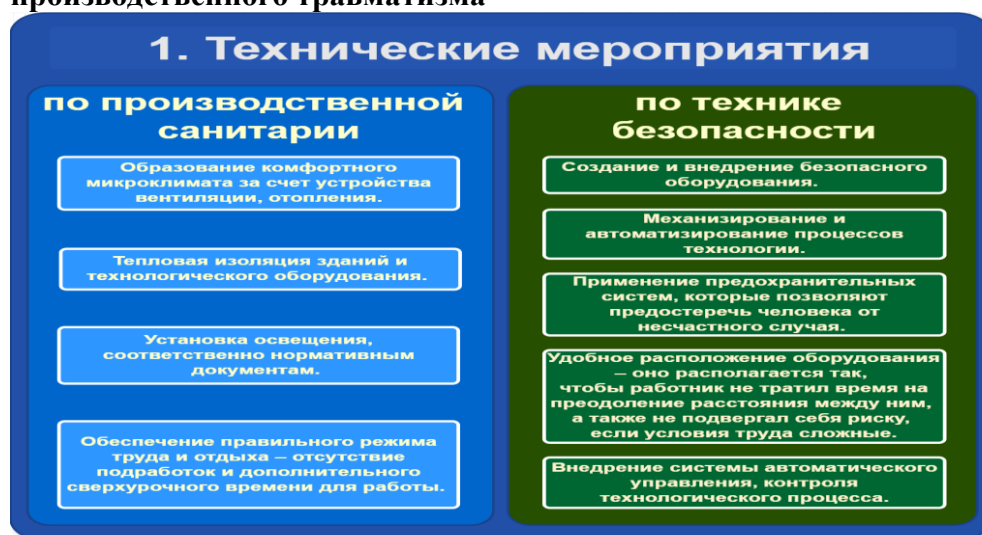 производственного травматизма
1. Технические мероприятия
по производственной
санитарии
Образование комфортного
микроклимата за счет устройства
вентиляции, отопления.
Тепловая изоляция зданий и
технологического оборудования.
Установка освещения,
соответственно нормативным
документам.
Обеспечение правильного режима
труда и отдыха – отсутствие
подработок и дополнительного
сверхурочного времени для работы.
по технике
безопасности
Создание и внедрение безопасного
оборудования.
Механизирование и
автоматизирование процессов
технологии.
Применение предохранительных
систем, которые позволяют
предостеречь человека от
несчастного случая.
Удобное расположение оборудования
– оно располагается так,
чтобы работник не тратил время на
преодоление расстояния между ним,
а также не подвергал себя риску,
если условия труда сложные.
Внедрение системы автоматического
управления, контроля
технологического процесса.